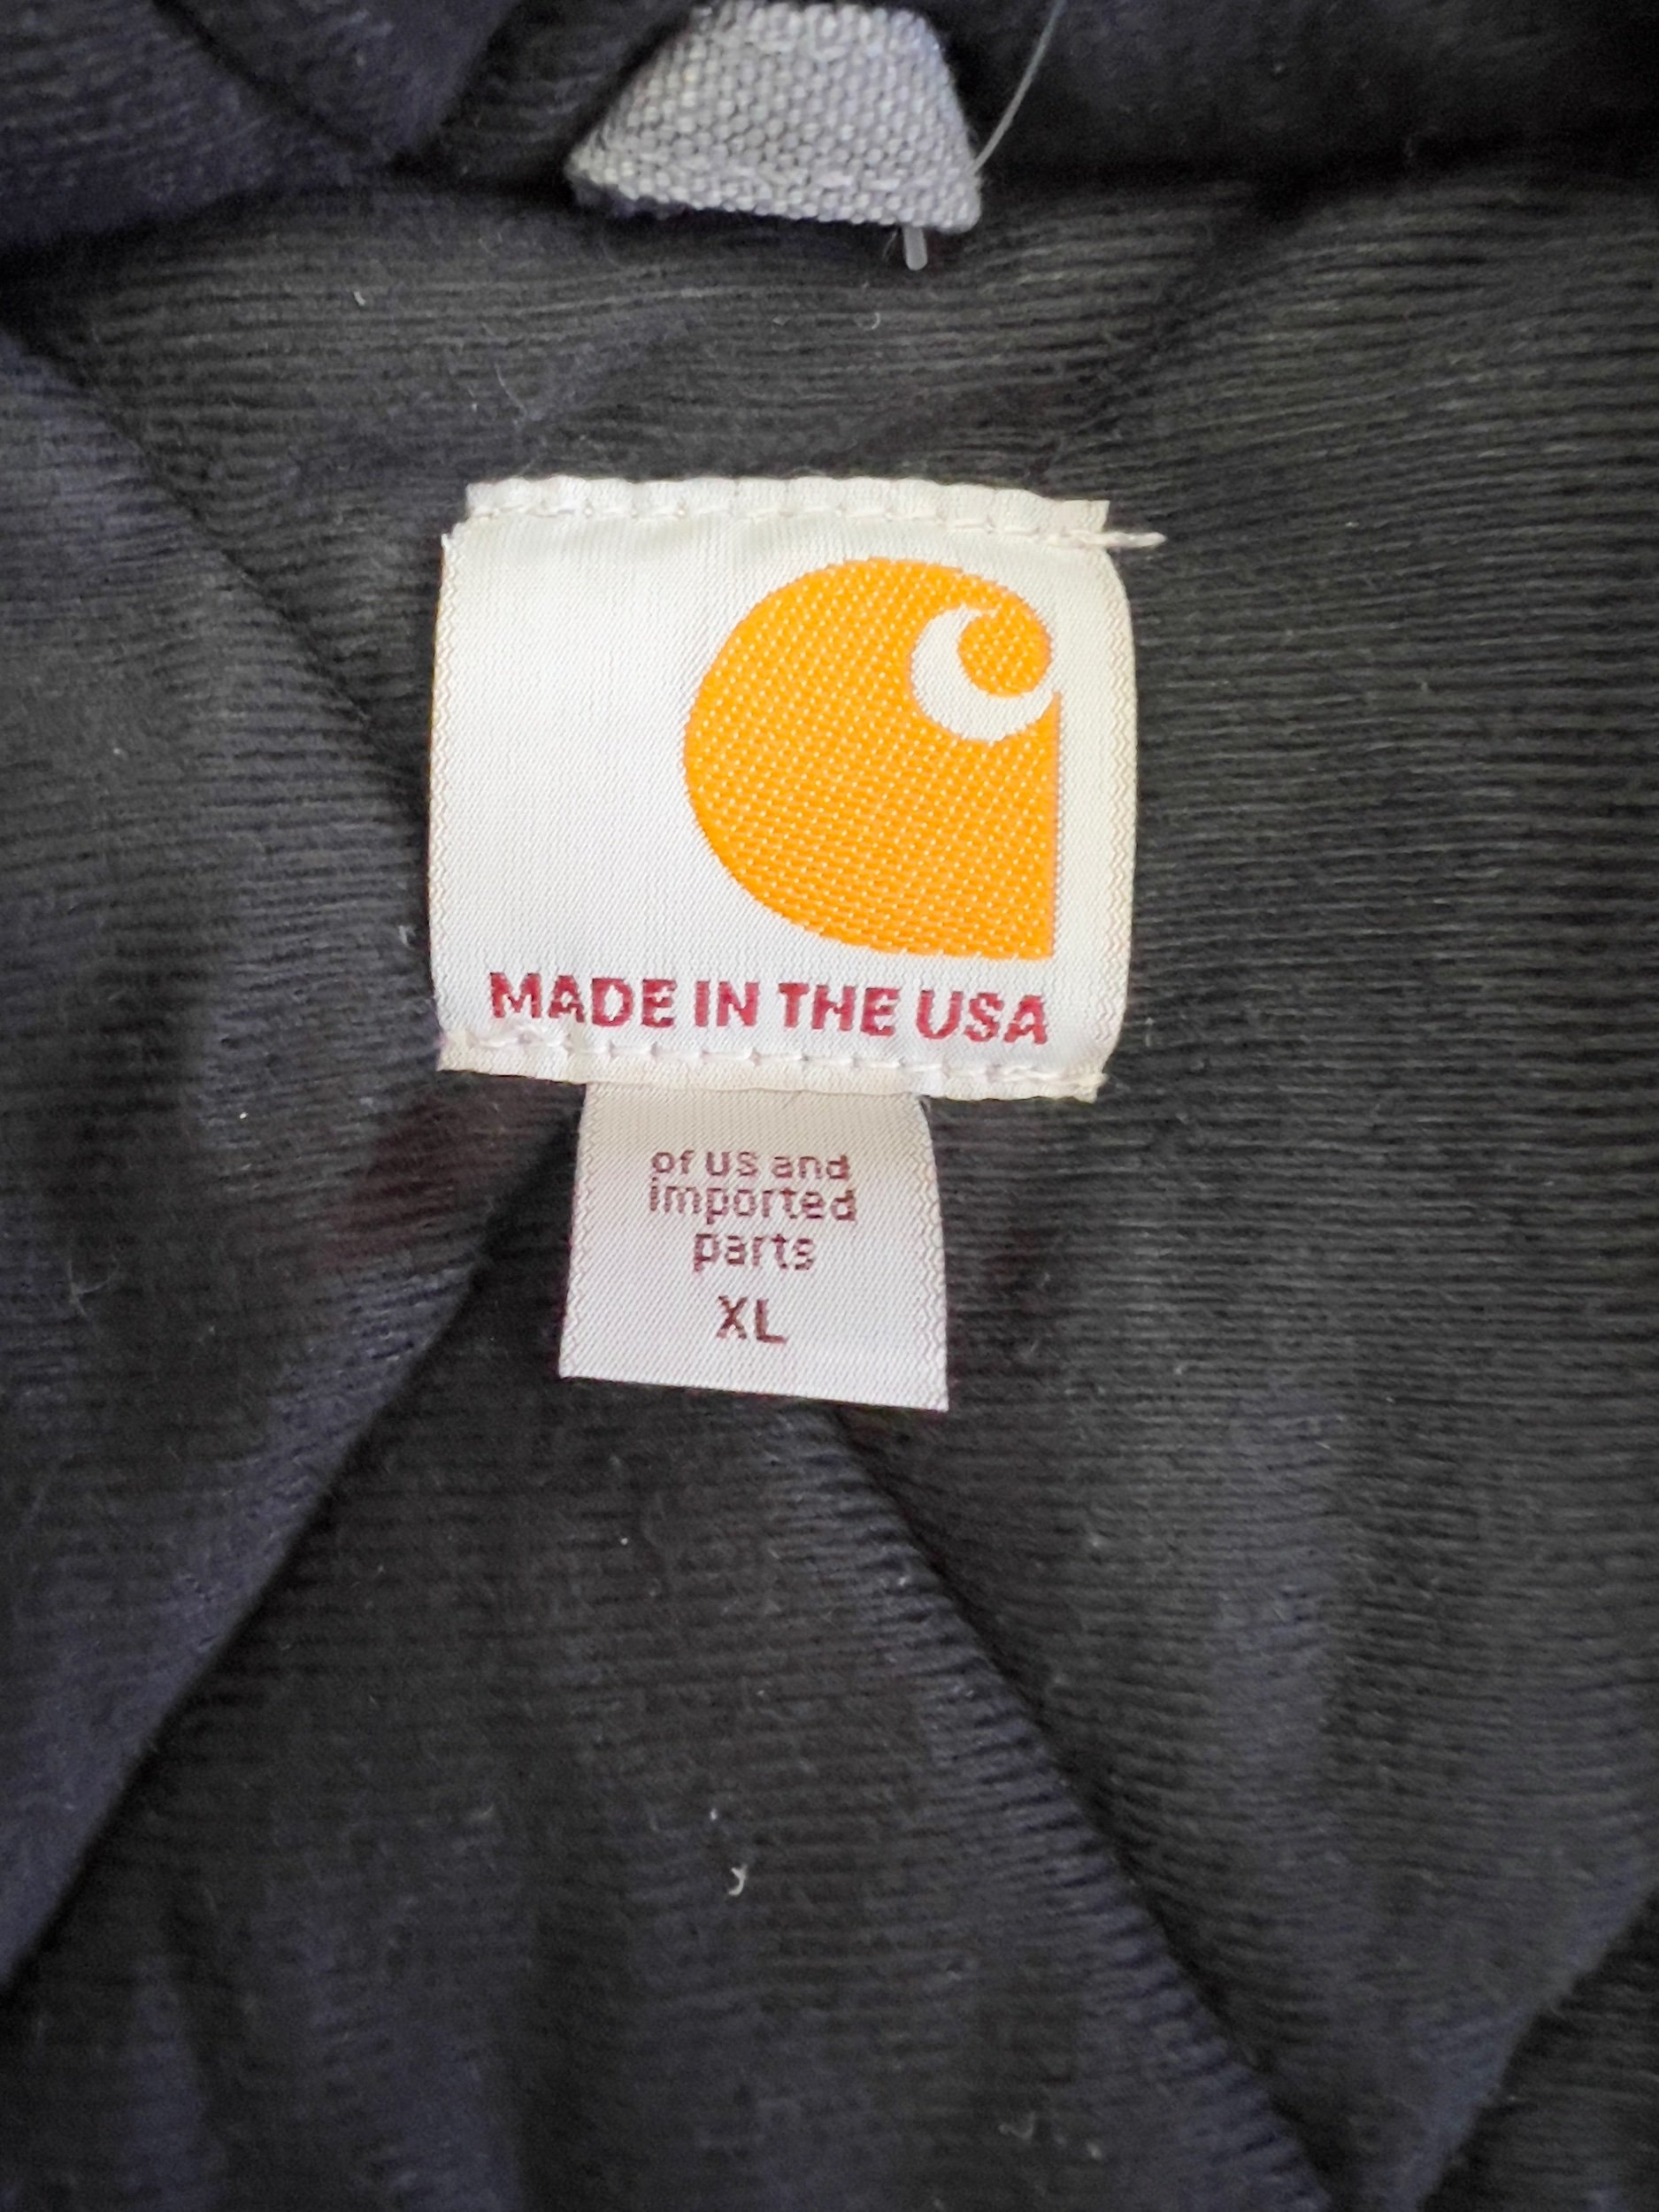 MADE IN THE USA
of US and
imported
parts
XL